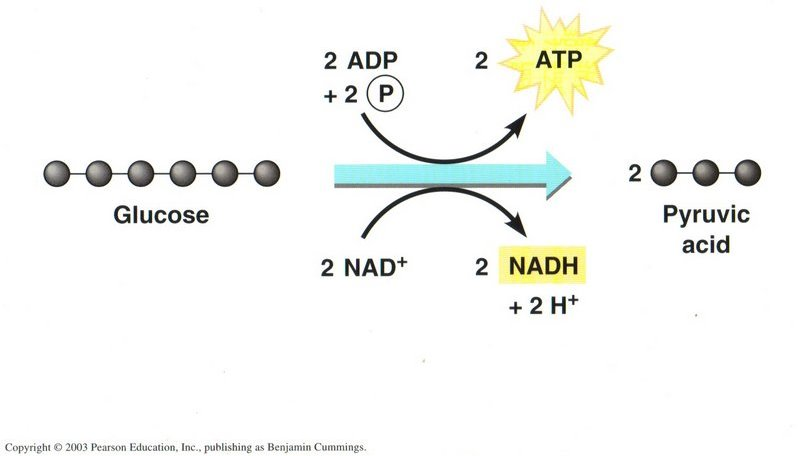 2 ADP
+ 2 P
2 ATP
Glucose
2
Pyruvic
acid
2 NAD⁺
2 NADH
+ 2 H⁺
Copyright © 2003 Pearson Education, Inc., publishing as Benjamin Cummings.